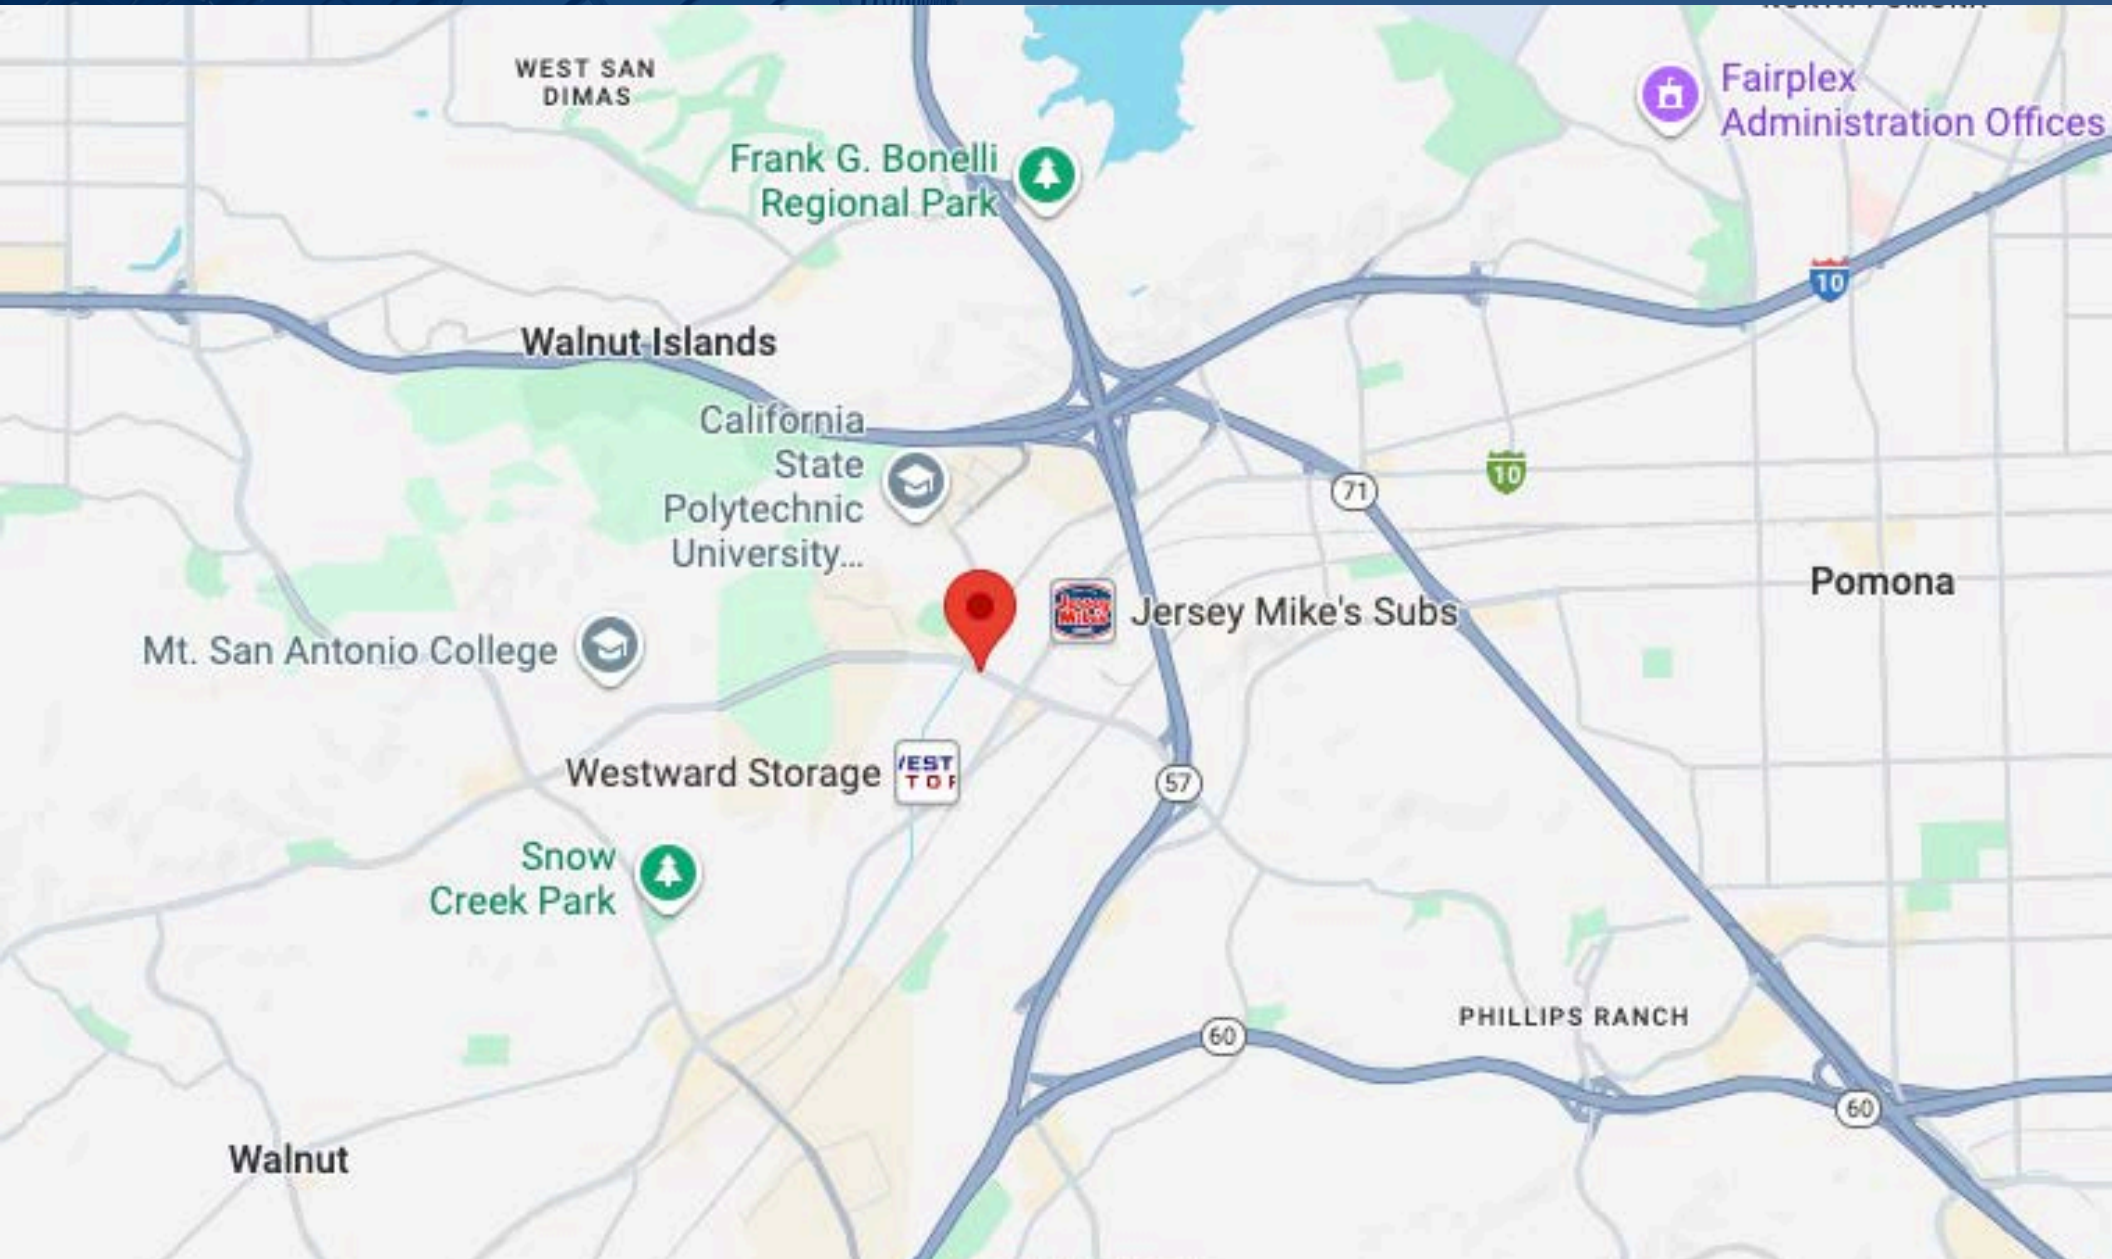 WEST SAN
DIMAS
Fairplex
Administration Offices
Frank G. Bonelli
Regional Park
10
Walnut Islands
California
State
Polytechnic
University...
10
71
Pomona
Jersey Mike's Subs
Mt. San Antonio College
Westward Storage
57
Snow
Creek Park
PHILLIPS RANCH
60
60
Walnut